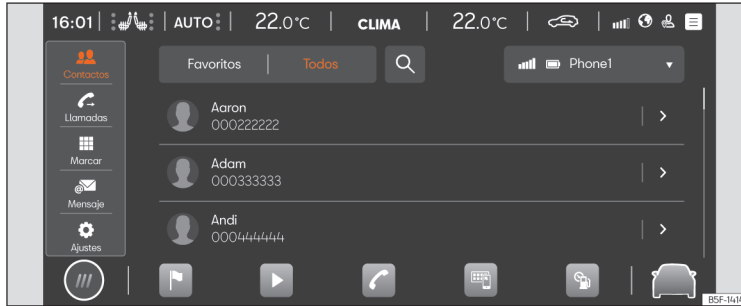 16:01 AUTO 22.0°C CLIMA 22.0°C
Contactos
Favoritos Todos
Phone1
Llamadas
Marcar
Mensaje
Ajustes
Aaron
000222222
Adam
000333333
Andi
000444444
B5F-1414